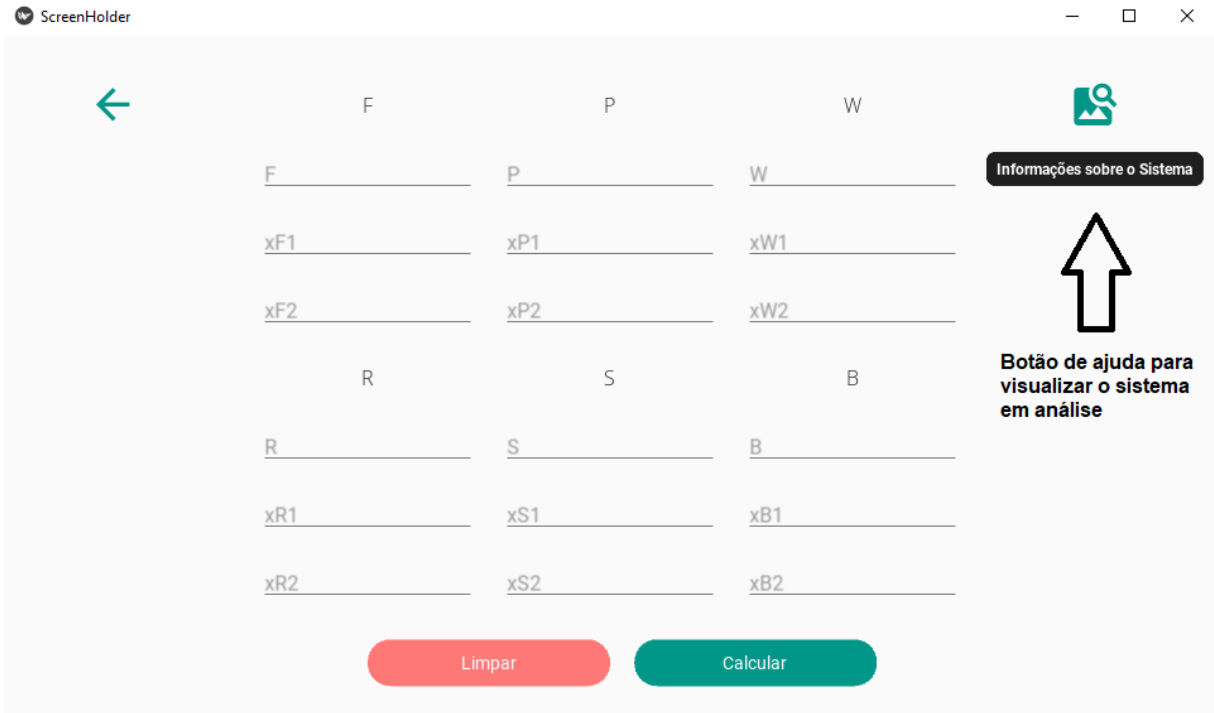 ScreenHolder
F P W
Informações sobre o Sistema
F P W
xF1 xP1 xW1
xF2 xP2 xW2
Botão de ajuda para
visualizar o sistema
em análise
R S B
R S B
xR1 xS1 xB1
xR2 xS2 xB2
Limpar Calcular